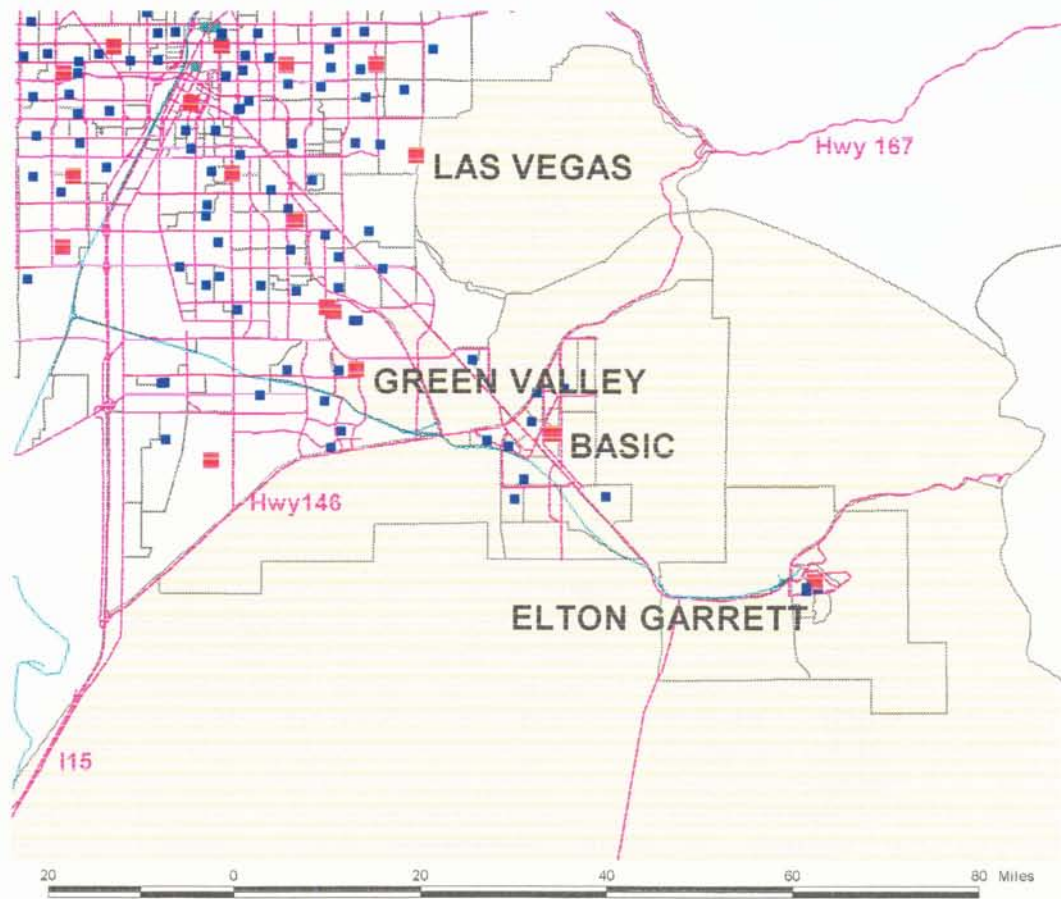 LAS VEGAS
Hwy 167
GREEN VALLEY
BASIC
Hwy146
ELTON GARRETT
I15
20 0 20 40 60 80 Miles